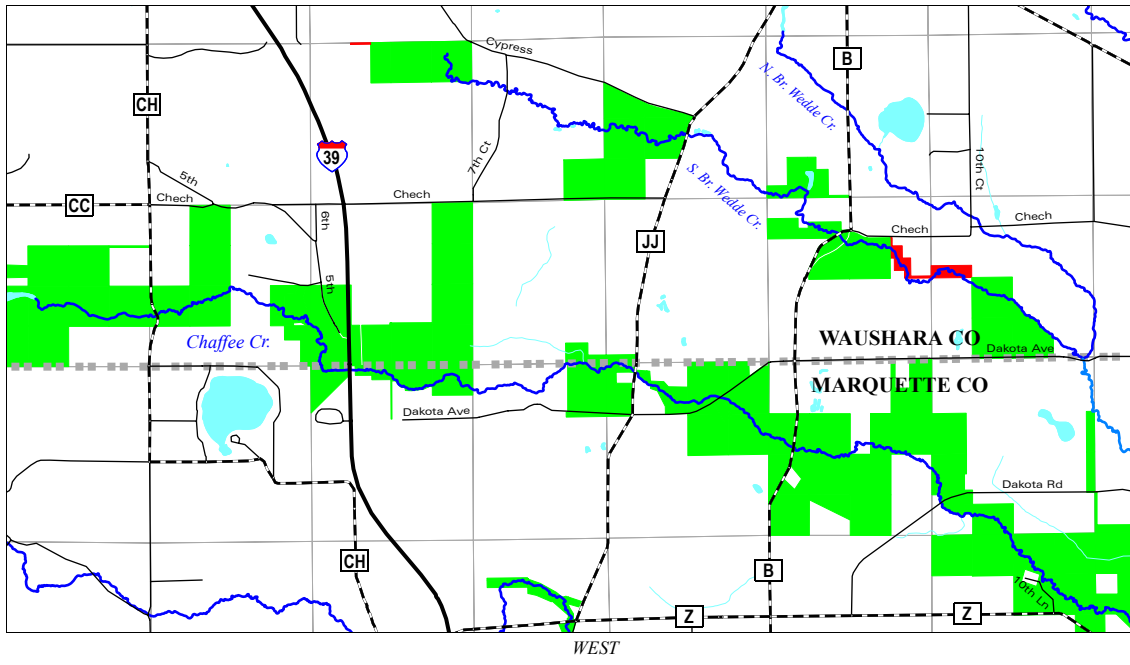 Cypress
B
N. Br. Wedde Cr.
CH
39
7th Ct
10th Ct
5th
S. Br. Wedde Cr.
CC
Chech
Chech
6th
Chech
Chech
JJ
5th
Chaffee Cr.
WAUSHARA CO
Dakota Ave
MARQUETTE CO
Dakota Ave
Dakota Rd
CH
B
10th Ln
Z
Z
WEST